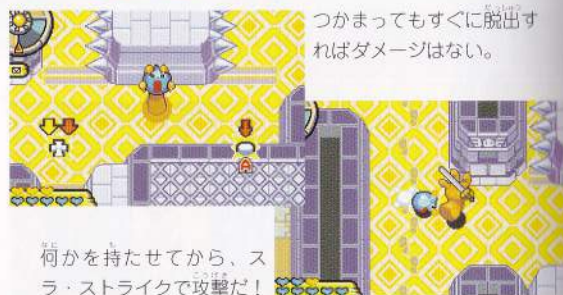 つかまってもすぐに脱出す
ればダメージはない。
何かを持たせてから、ス
ラ・ストライクで攻撃だ!